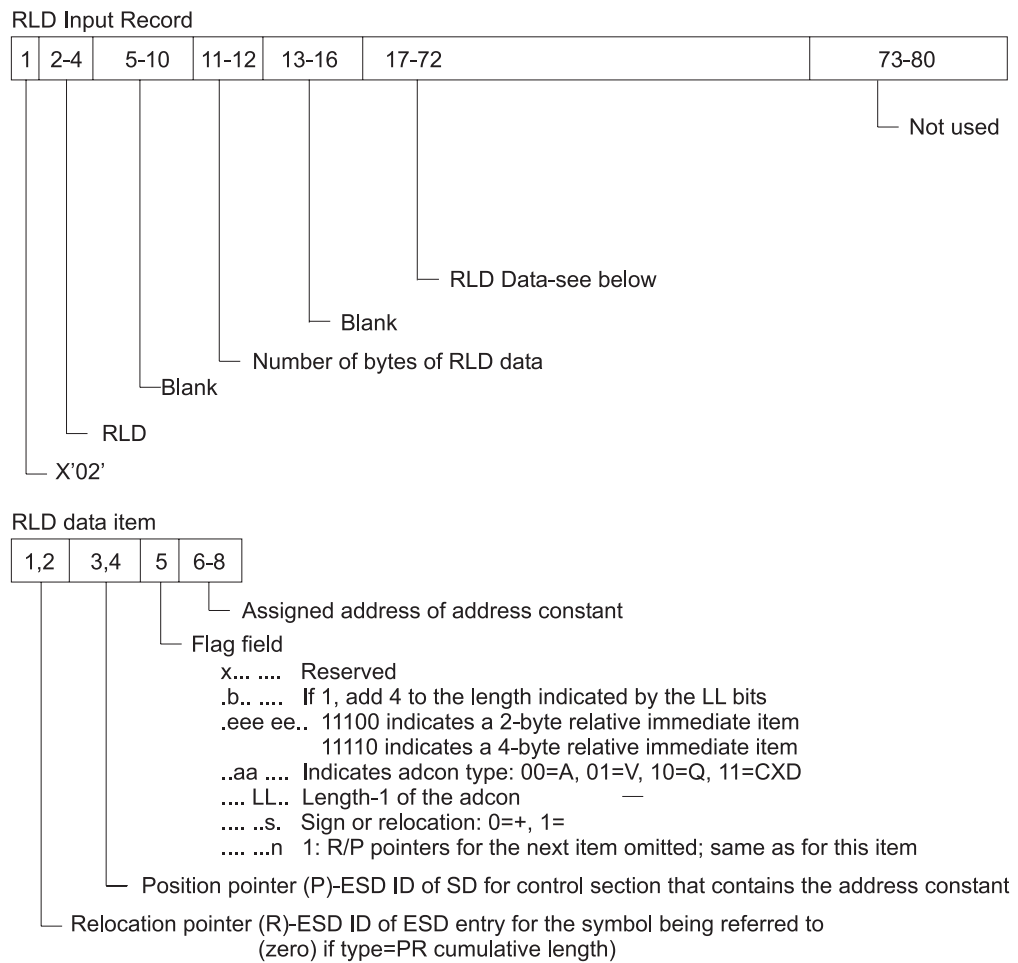 RLD Input Record
1 2-4 5-10 11-12 13-16 17-72 73-80
Not used
RLD Data-see below
Blank
Number of bytes of RLD data
Blank
RLD
X’02’
RLD data item
1,2 3,4 5 6-8
Assigned address of address constant
Flag field
x... .... Reserved
.b.. .... If 1, add 4 to the length indicated by the LL bits
.eee ee.. 11100 indicates a 2-byte relative immediate item
11110 indicates a 4-byte relative immediate item
..aa .... Indicates adcon type: 00=A, 01=V, 10=Q, 11=CXD
.... LL.. Length-1 of the adcon —
.... ..s. Sign or relocation: 0=+, 1=
.... ...n 1: R/P pointers for the next item omitted; same as for this item
Position pointer (P)-ESD ID of SD for control section that contains the address constant
Relocation pointer (R)-ESD ID of ESD entry for the symbol being referred to
(zero) if type=PR cumulative length)